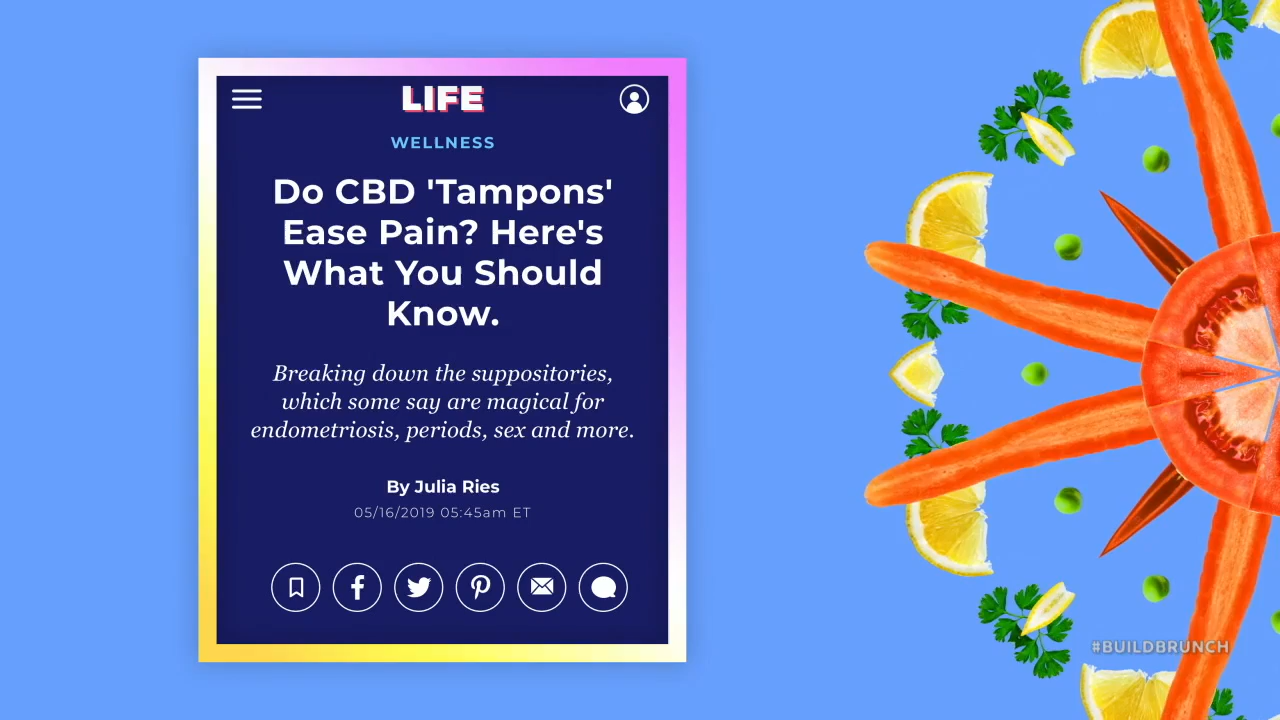 LIFE
WELLNESS
Do CBD 'Tampons'
Ease Pain? Here's
What You Should
Know.
Breaking down the suppositories,
which some say are magical for
endometriosis, periods, sex and more.
By Julia Ries
05/16/2019 05:45am ET
#BUILDBRUNCH